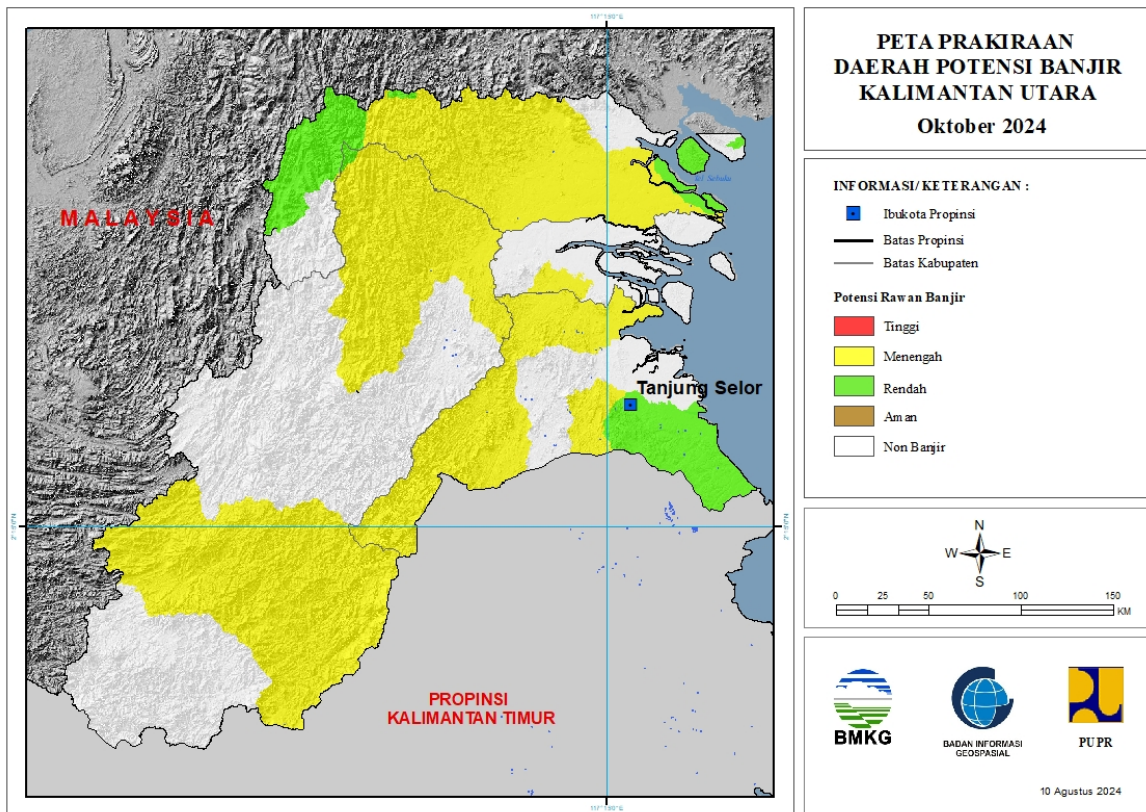 PETA PRAKIRAAN
DAERAH POTENSI BANJIR
KALIMANTAN UTARA
Oktober 2024
INFORMASI/ KETERANGAN :
Ibukota Propinsi
Batas Propinsi
Batas Kabupaten
Potensi Rawan Banjir
Tinggi
Menengah
Rendah
Aman
Non Banjir
N
W E
S
0 25 50 100 150
KM
BMKG
BADAN INFORMASI
GEOSPASIAL
PUPR
10 Agustus 2024
MALAYSIA
Tanjung Selor
PROPINSI
KALIMANTAN TIMUR